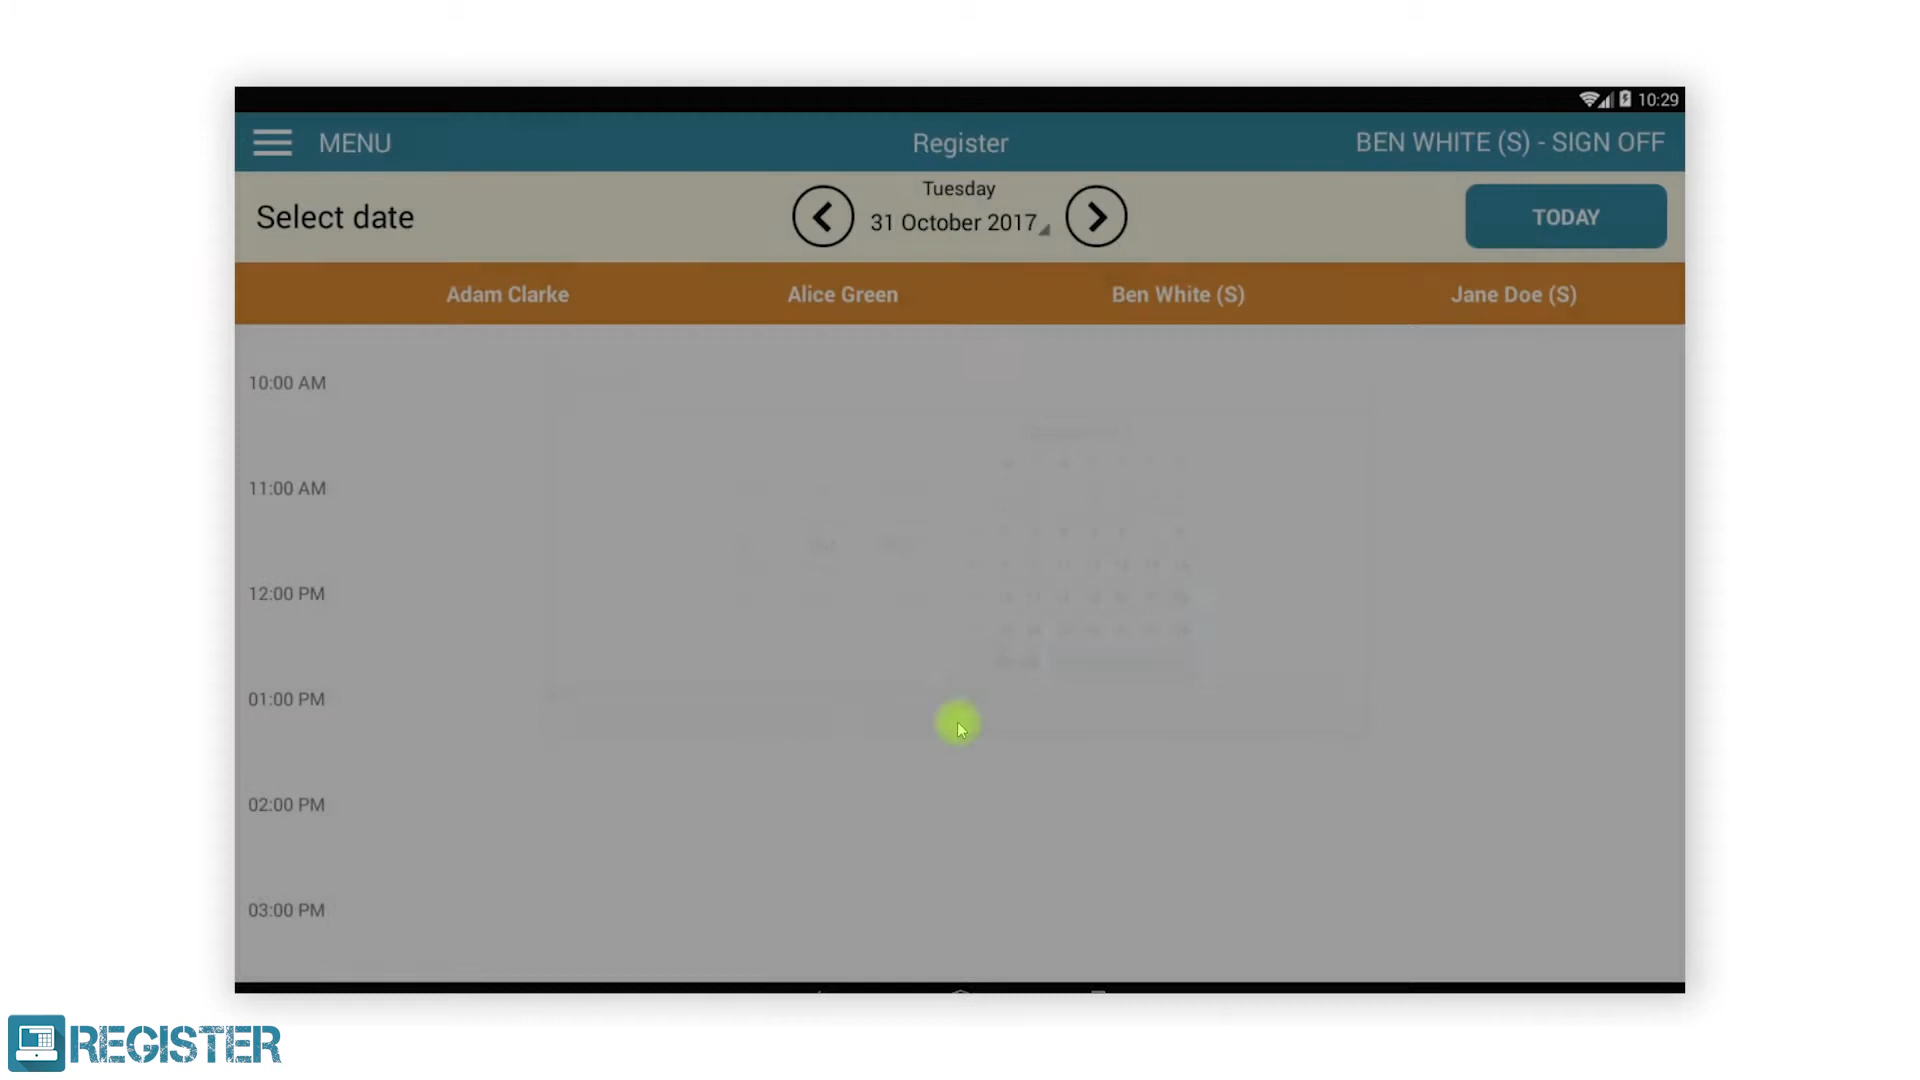 10:29
MENU
Register
BEN WHITE (S) - SIGN OFF
Select date
Tuesday
31 October 2017
TODAY
Adam Clarke
Alice Green
Ben White (S)
Jane Doe (S)
10:00 AM
11:00 AM
12:00 PM
01:00 PM
02:00 PM
03:00 PM
REGISTER